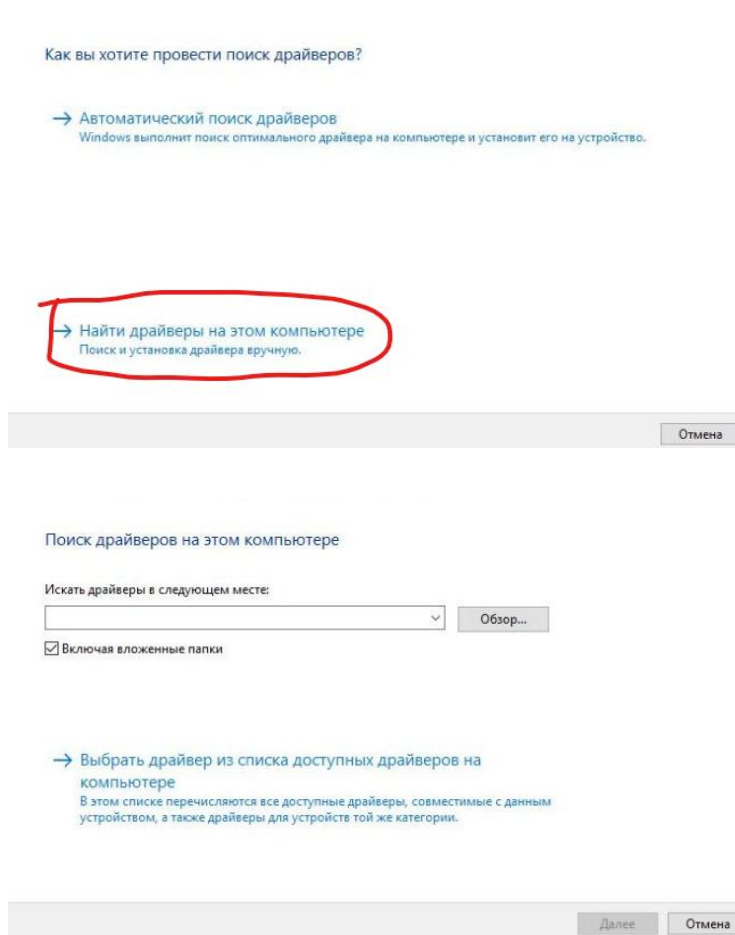 Как вы хотите провести поиск драйверов?
Автоматический поиск драйверов
Windows выполнит поиск оптимального драйвера на компьютере и установит его на устройство.
Найти драйверы на этом компьютере
Поиск и установка драйвера вручную.
Отмена
Поиск драйверов на этом компьютере
Искать драйверы в следующем месте:
Обзор...
Включая вложенные папки
Выбрать драйвер из списка доступных драйверов на
компьютере
В этом списке перечисляются все доступные драйверы, совместимые с данным
устройством, а также драйверы для устройств той же категории.
Далее Отмена